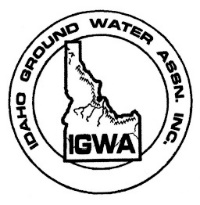 IDAHO GROUND WATER ASSN. INC.
IGWA